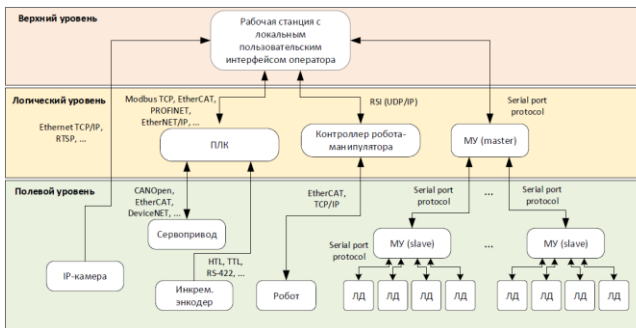 Верхний уровень
Рабочая станция с
локальным
пользовательским
интерфейсом оператора
Логический уровень
Ethernet TCP/IP,
RTSP, ...
Modbus TCP, EtherCAT,
PROFINET,
EtherNET/IP, ...
RSI (UDP/IP)
Serial port
protocol
ПЛК
Контроллер робота-
манипулятора
МУ (master)
Полевой уровень
CANOpen,
EtherCAT,
DeviceNET, ...
EtherCAT,
TCP/IP
Serial port
protocol
...
Serial port
protocol
Сервопривод
HTL, TTL,
RS-422, ...
Serial port
protocol
МУ (slave)
...
МУ (slave)
IP-камера
Инкрем.
энкодер
Робот
ЛД
ЛД
ЛД
ЛД
ЛД
ЛД
ЛД
ЛД